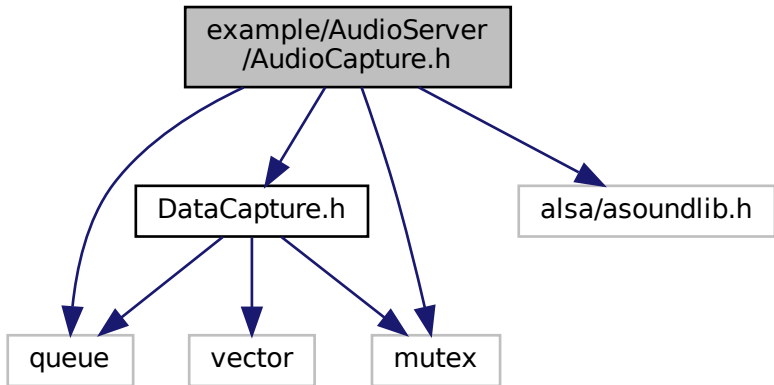 example/AudioServer
/AudioCapture.h
DataCapture.h
alsa/asoundlib.h
queue
vector
mutex